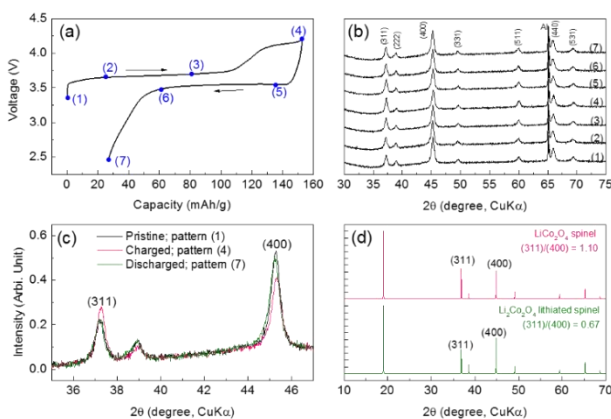 (a)
(1)
(2)
(3)
(4)
(5)
(6)
(7)
Voltage (V)
4.5
4.0
3.5
3.0
2.5
0 20 40 60 80 100 120 140 160
Capacity (mAh/g)
(b)
(311)
(222)
(400)
(331)
(511)
Al
(440)
(531)
(7)
(6)
(5)
(4)
(3)
(2)
(1)
30 35 40 45 50 55 60 65 70 75
2θ (degree, CuKα)
(c)
Pristine; pattern (1)
Charged; pattern (4)
Discharged; pattern (7)
(311)
(400)
Intensity (Arbi. Unit)
0.6
0.4
0.2
0.0
36 38 40 42 44 46
2θ (degree, CuKα)
(d)
LiCo₂O₄ spinel
(311)/(400) = 1.10
(311)
(400)
Li₂Co₂O₄ lithiated spinel
(311)/(400) = 0.67
(311)
(400)
10 20 30 40 50 60 70
2θ (degree, CuKα)